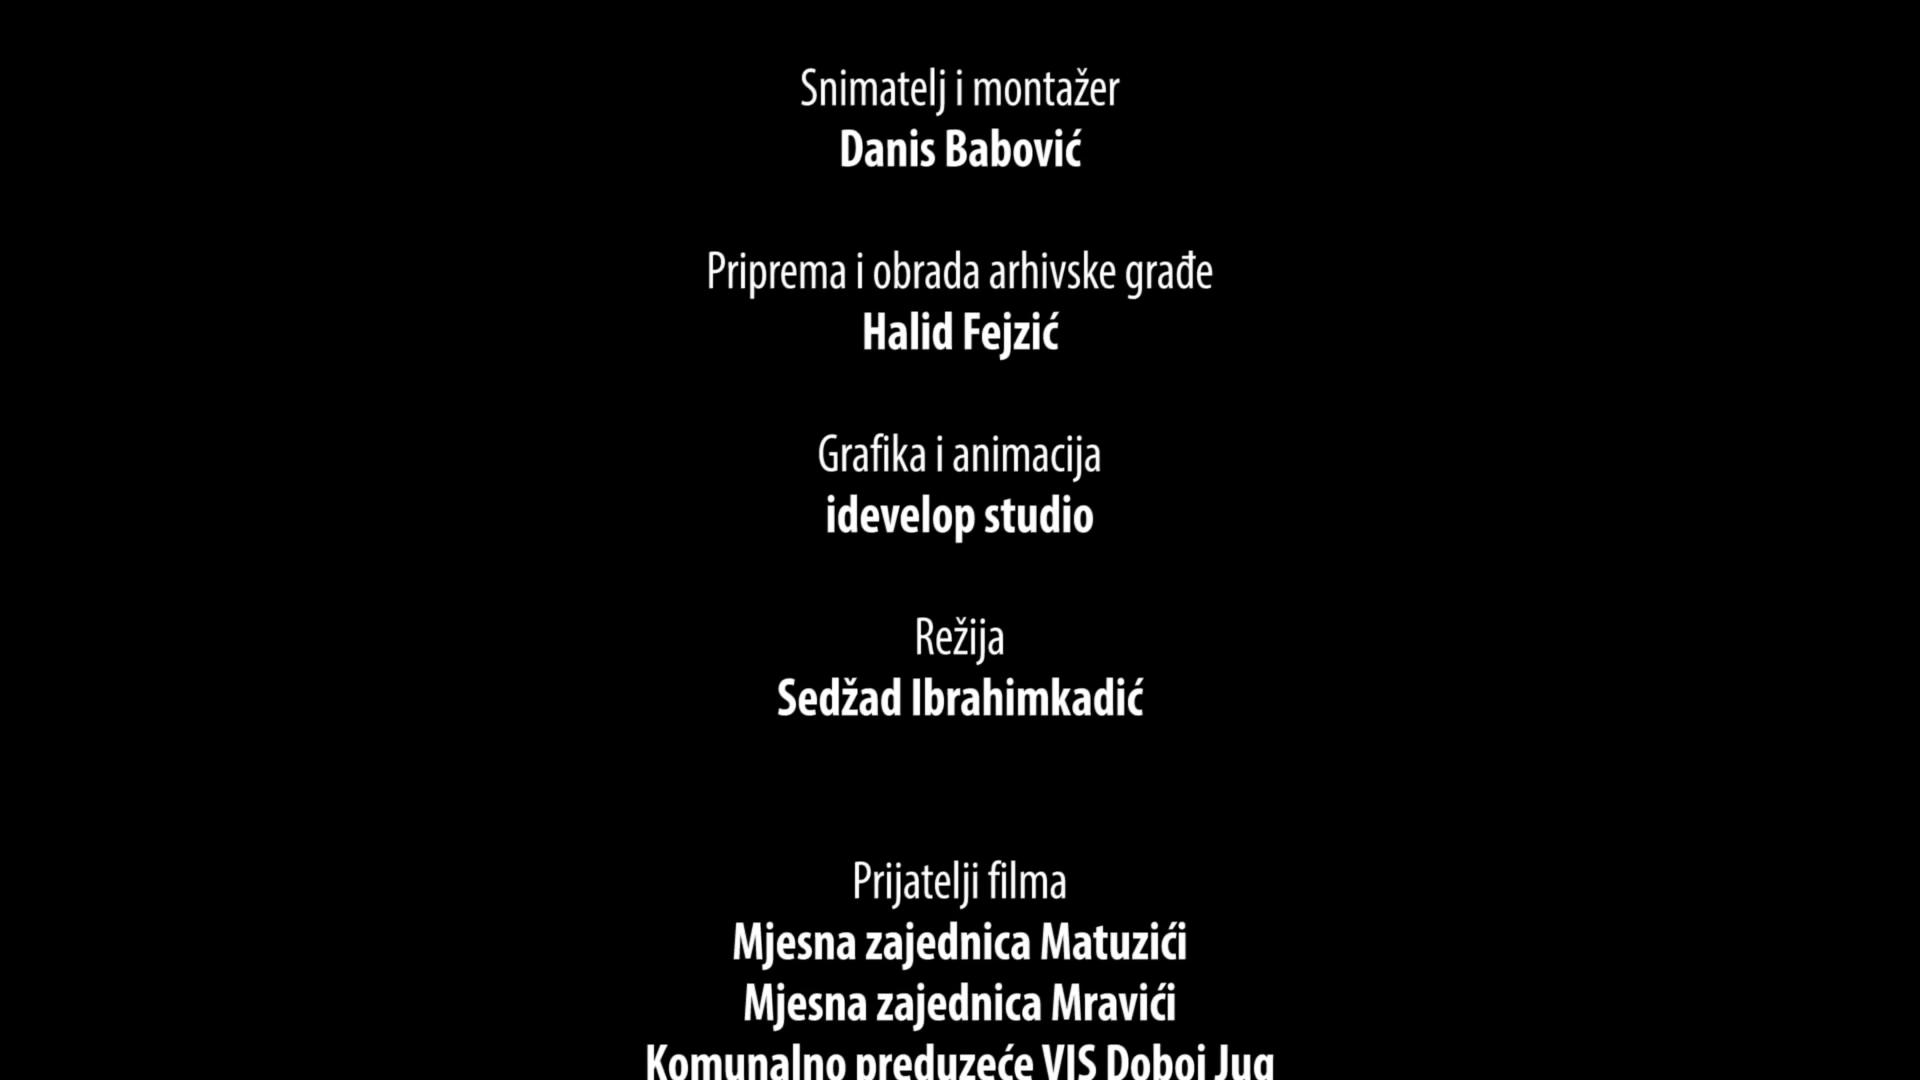 Snimatelj i montažer
Danis Babović
Priprema i obrada arhivske građe
Halid Fejzić
Grafika i animacija
idevelop studio
Režija
Sedžad Ibrahimkadić
Prijatelji filma
Mjesna zajednica Matuzići
Mjesna zajednica Mravići
Komunalno preduzeće VIS Doboj Jug